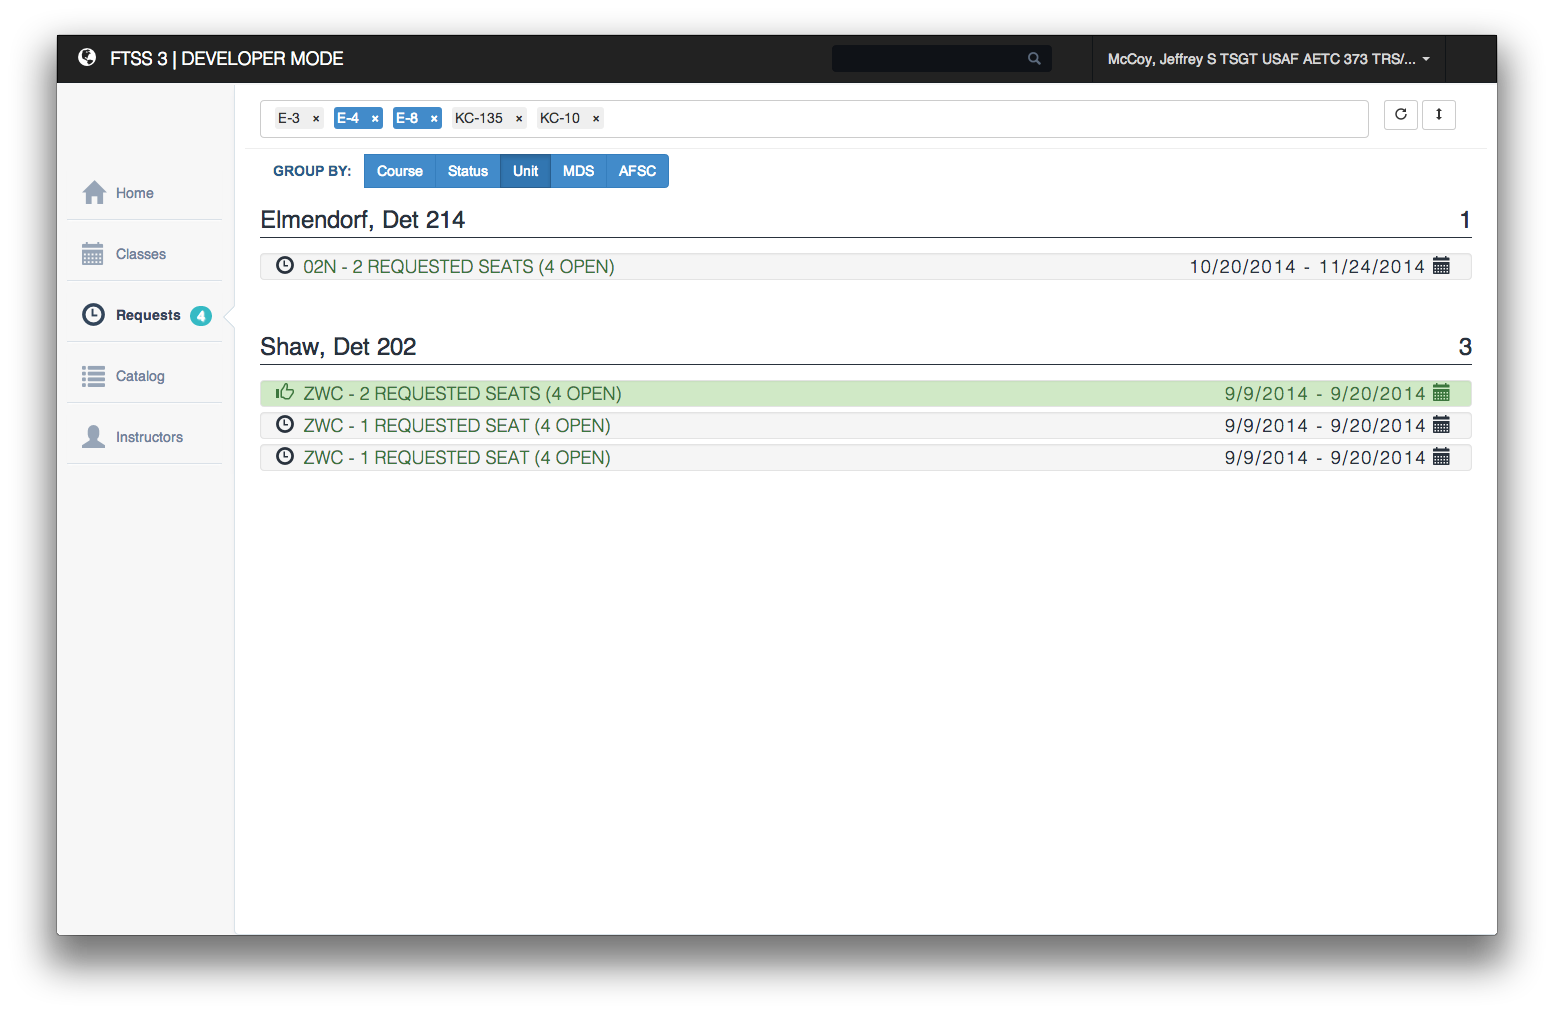 FTSS 3 | DEVELOPER MODE
McCoy, Jeffrey S TSGT USAF AETC 373 TRS/...
E-3 × E-4 × E-8 × KC-135 × KC-10 ×
GROUP BY: Course Status Unit MDS AFSC
Home
Classes
Requests 4
Catalog
Instructors
Elmendorf, Det 214 1
02N - 2 REQUESTED SEATS (4 OPEN) 10/20/2014 - 11/24/2014
Shaw, Det 202 3
ZWC - 2 REQUESTED SEATS (4 OPEN) 9/9/2014 - 9/20/2014
ZWC - 1 REQUESTED SEAT (4 OPEN) 9/9/2014 - 9/20/2014
ZWC - 1 REQUESTED SEAT (4 OPEN) 9/9/2014 - 9/20/2014